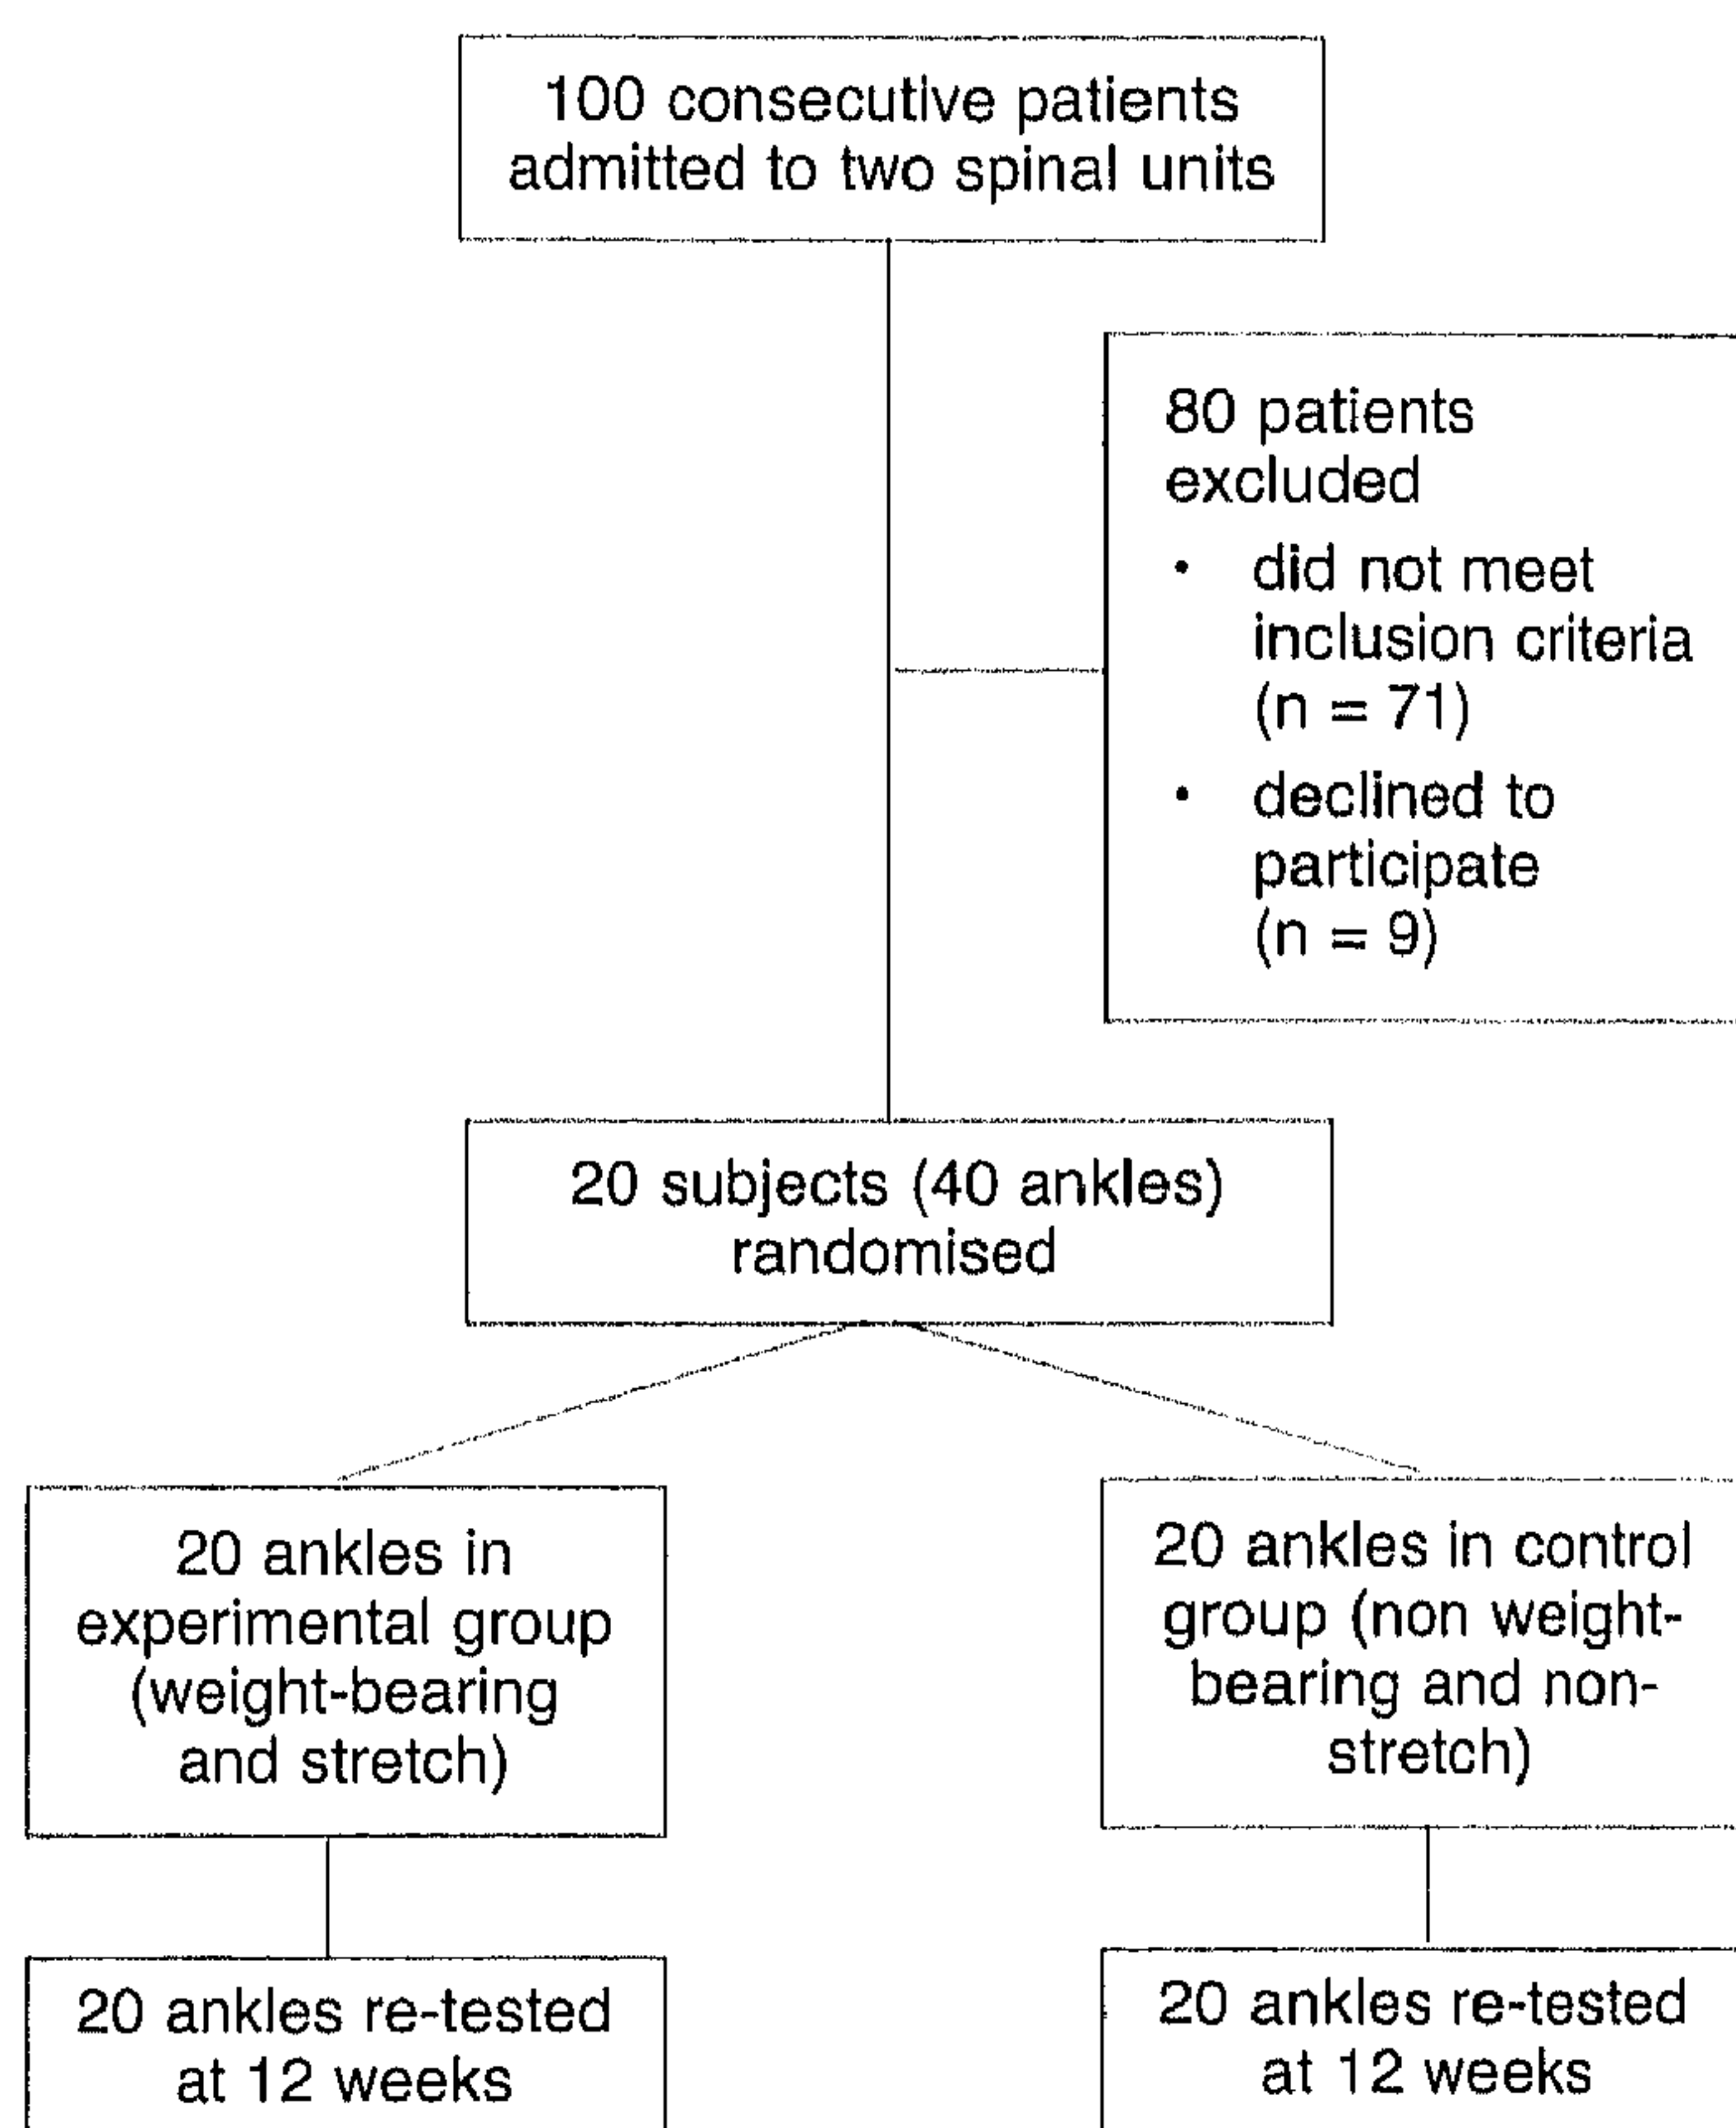 100 consecutive patients
admitted to two spinal units
80 patients
excluded
• did not meet
inclusion criteria
(n = 71)
• declined to
participate
(n = 9)
20 subjects (40 ankles)
randomised
20 ankles in
experimental group
(weight-bearing
and stretch)
20 ankles in control
group (non weight-
bearing and non-
stretch)
20 ankles re-tested
at 12 weeks
20 ankles re-tested
at 12 weeks